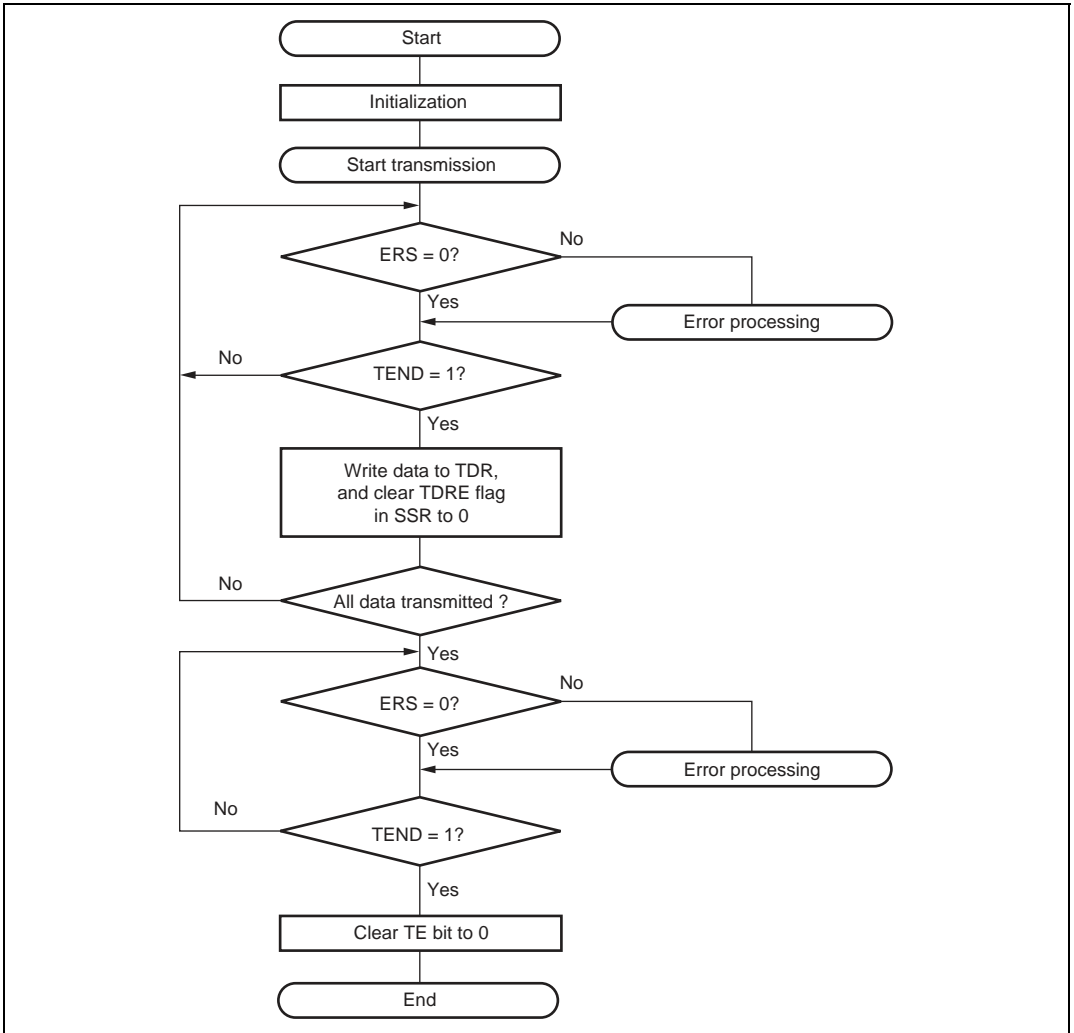 Start
Initialization
Start transmission
No
ERS = 0?
Yes
Error processing
No
TEND = 1?
Yes
Write data to TDR,
and clear TDRE flag
in SSR to 0
No
All data transmitted ?
Yes
No
ERS = 0?
Yes
Error processing
No
TEND = 1?
Yes
Clear TE bit to 0
End